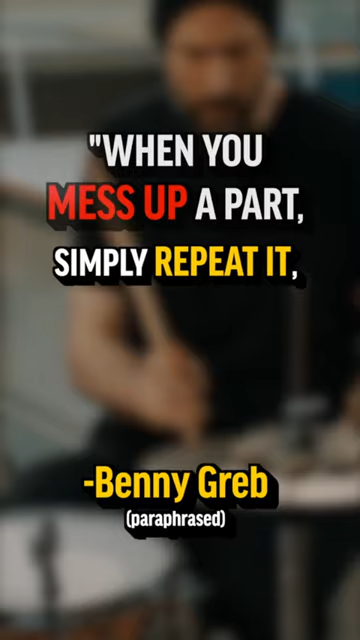 "WHEN YOU
MESS UP A PART,
SIMPLY REPEAT IT,
-Benny Greb
(paraphrased)